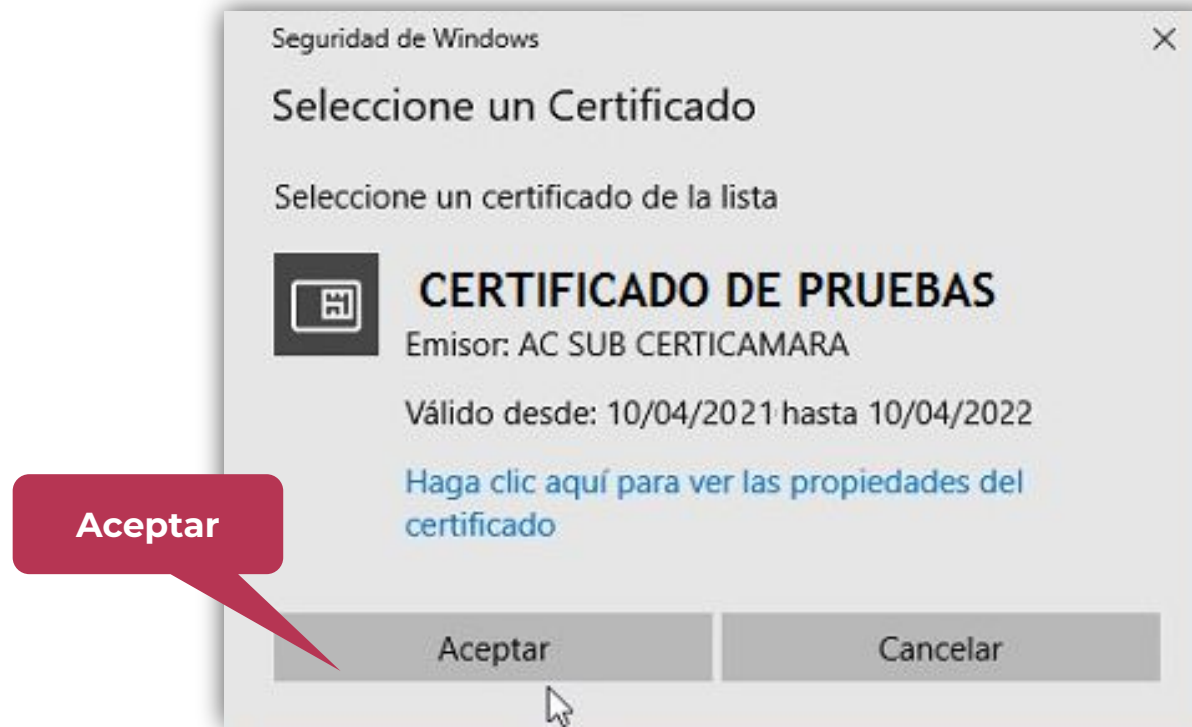 Seguridad de Windows
Seleccione un Certificado
Seleccione un certificado de la lista
CERTIFICADO DE PRUEBAS
Emisor: AC SUB CERTICAMARA
Válido desde: 10/04/2021 hasta 10/04/2022
Haga clic aquí para ver las propiedades del
certificado
Aceptar
Aceptar
Cancelar